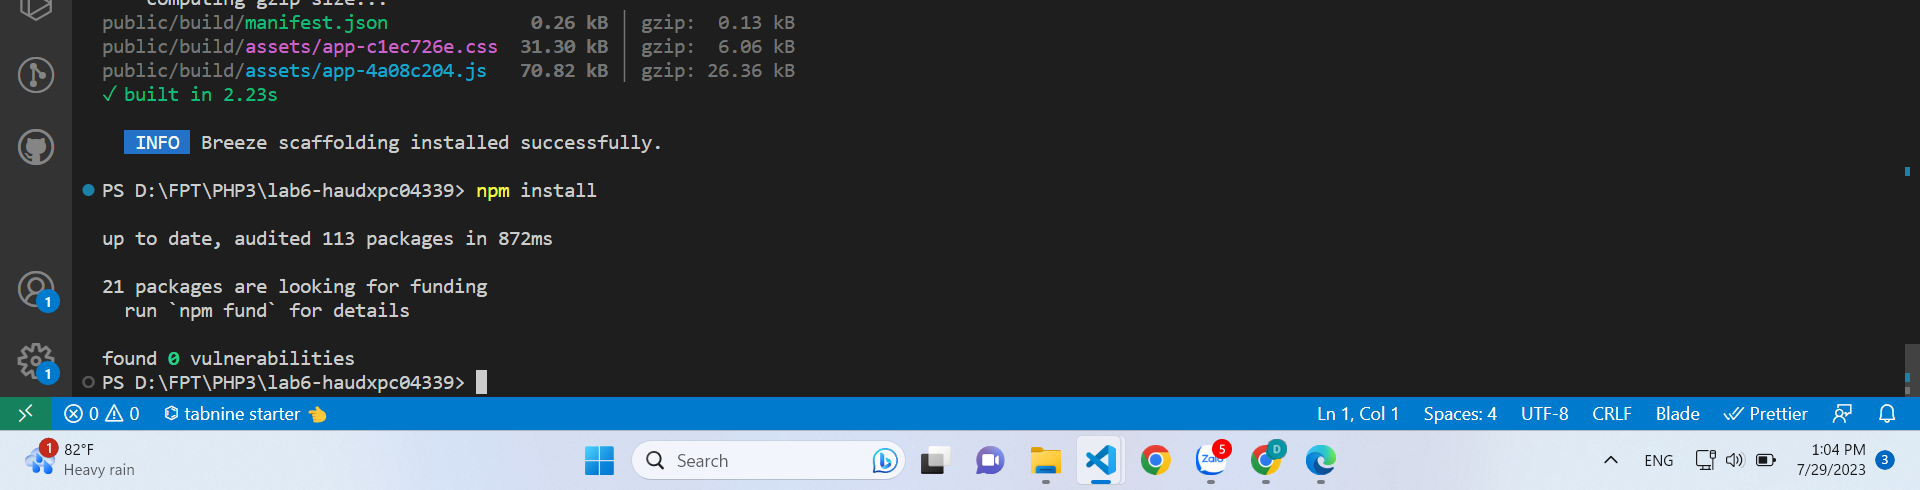 computing gzip size...
public/build/manifest.json 0.26 kB │ gzip: 0.13 kB
public/build/assets/app-c1ec726e.css 31.30 kB │ gzip: 6.06 kB
public/build/assets/app-4a08c204.js 70.82 kB │ gzip: 26.36 kB
✓ built in 2.23s
INFO Breeze scaffolding installed successfully.
PS D:\FPT\PHP3\lab6-haudxpc04339> npm install
up to date, audited 113 packages in 872ms
21 packages are looking for funding
run `npm fund` for details
1
found 0 vulnerabilities
1
PS D:\FPT\PHP3\lab6-haudxpc04339>
0 0 tabnine starter 👈 Ln 1, Col 1 Spaces: 4 UTF-8 CRLF Blade Prettier
1 82°F
Heavy rain
Search
Zalo 5
D
ENG
1:04 PM
7/29/2023
3